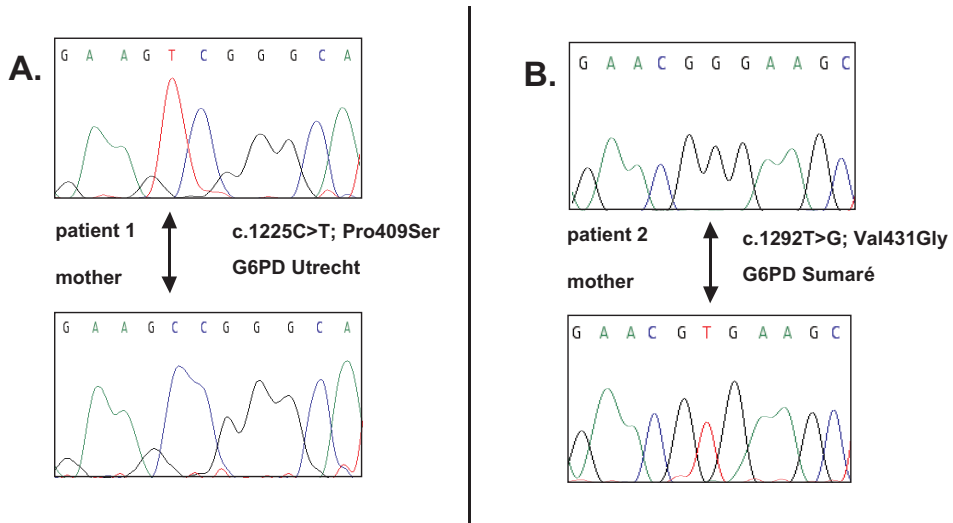 A.
G A A G T C G G G C A
patient 1
c.1225C>T; Pro409Ser
mother
G6PD Utrecht
G A A G C C G G G C A
B.
G A A C G G G A A G C
patient 2
c.1292T>G; Val431Gly
mother
G6PD Sumaré
G A A C G T G A A G C